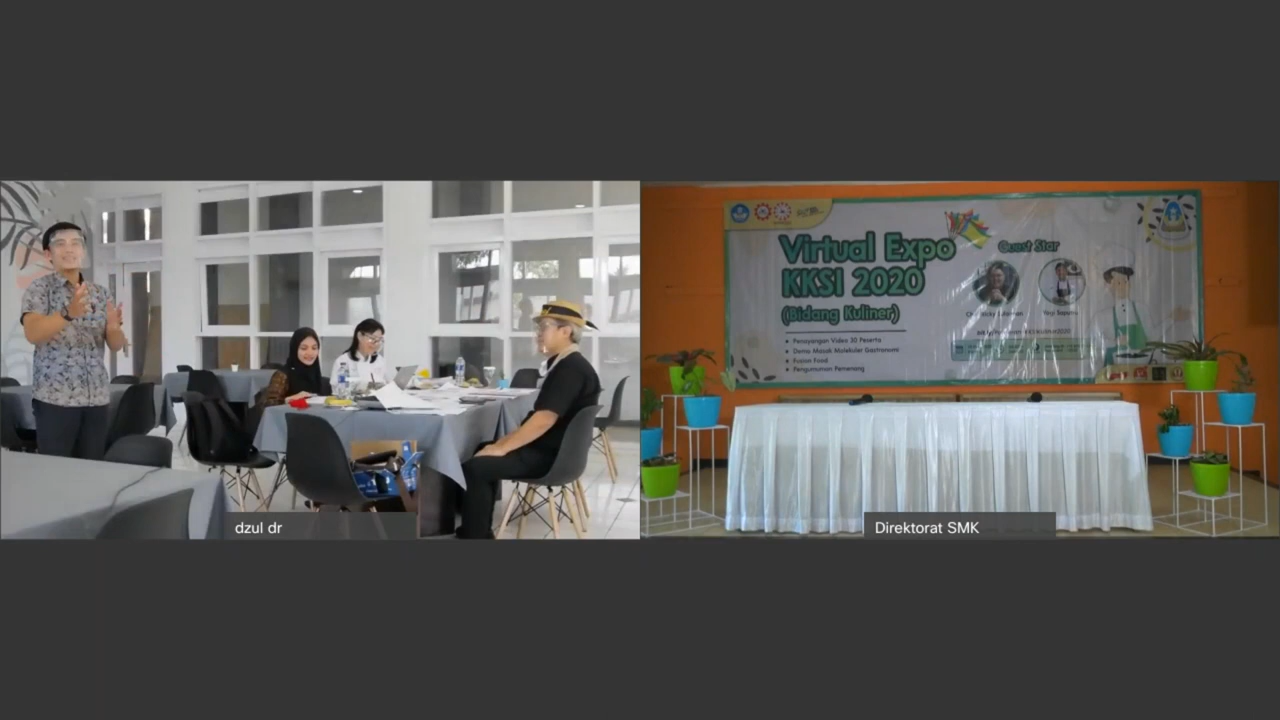 Virtual Expo
KKSI 2020
(Bidang Kuliner)
Guest Star
Penayangan Video 30 Peserta
Demo Masak Molekuler Gastronomi
Fusion Food
Pengumuman Pemenang
dzul dr
Direktorat SMK